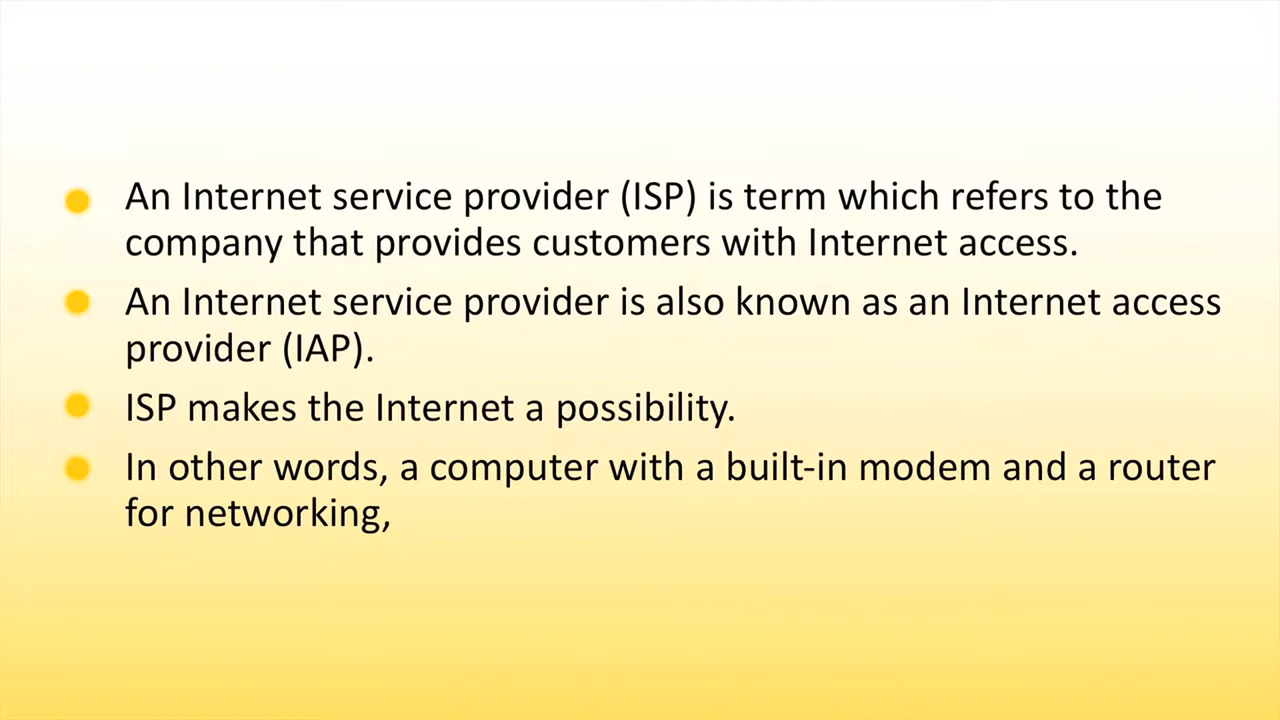 An Internet service provider (ISP) is term which refers to the
company that provides customers with Internet access.
An Internet service provider is also known as an Internet access
provider (IAP).
ISP makes the Internet a possibility.
In other words, a computer with a built-in modem and a router
for networking,